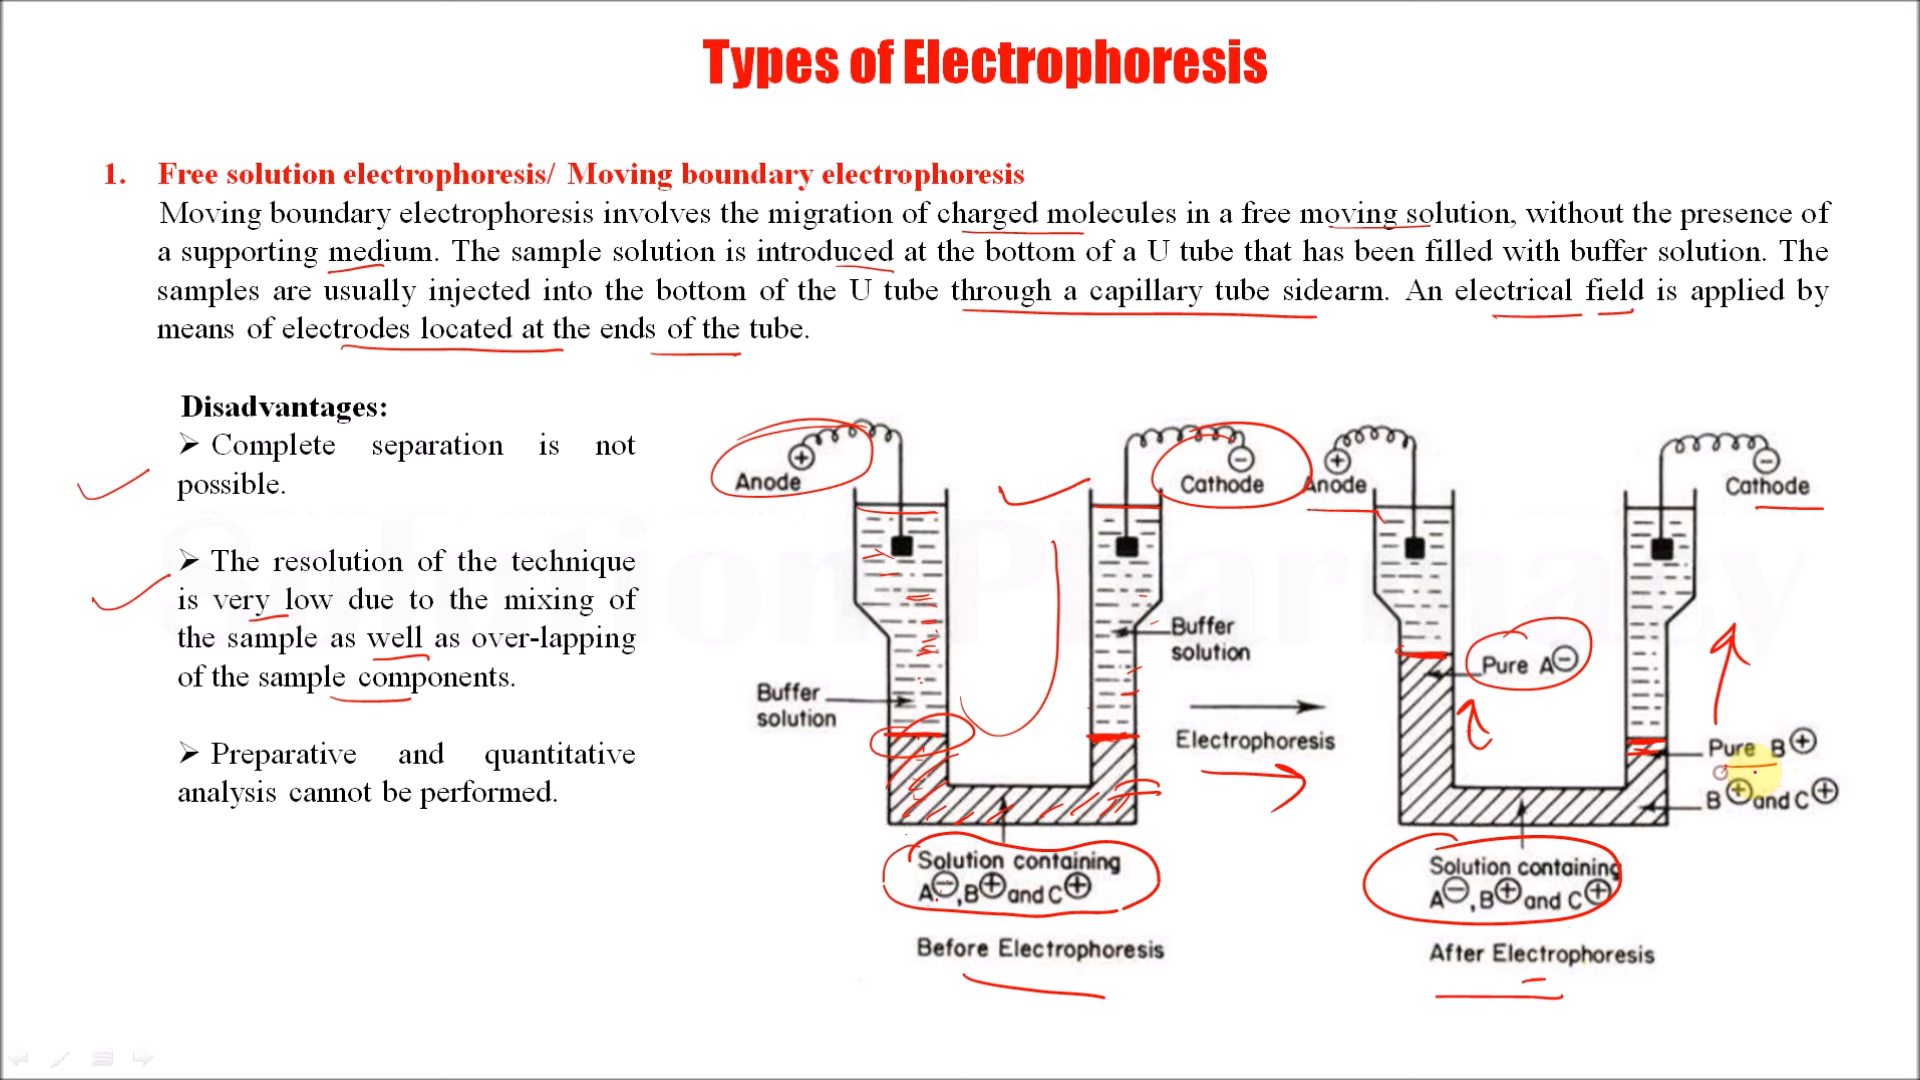 Types of Electrophoresis
1. Free solution electrophoresis/ Moving boundary electrophoresis
Moving boundary electrophoresis involves the migration of charged molecules in a free moving solution, without the presence of
a supporting medium. The sample solution is introduced at the bottom of a U tube that has been filled with buffer solution. The
samples are usually injected into the bottom of the U tube through a capillary tube sidearm. An electrical field is applied by
means of electrodes located at the ends of the tube.
Disadvantages:
➢ Complete separation is not
possible.
➢ The resolution of the technique
is very low due to the mixing of
the sample as well as over-lapping
of the sample components.
➢ Preparative and quantitative
analysis cannot be performed.
+
Anode
−
Cathode
Buffer
solution
Buffer
solution
Solution containing
A⊖, B⊕ and C⊕
Before Electrophoresis
Electrophoresis
+
Anode
−
Cathode
Pure A⊖
Pure B⊕
B⊕ and C⊕
Solution containing
A⊖, B⊕ and C⊕
After Electrophoresis
Solution Pharmacy